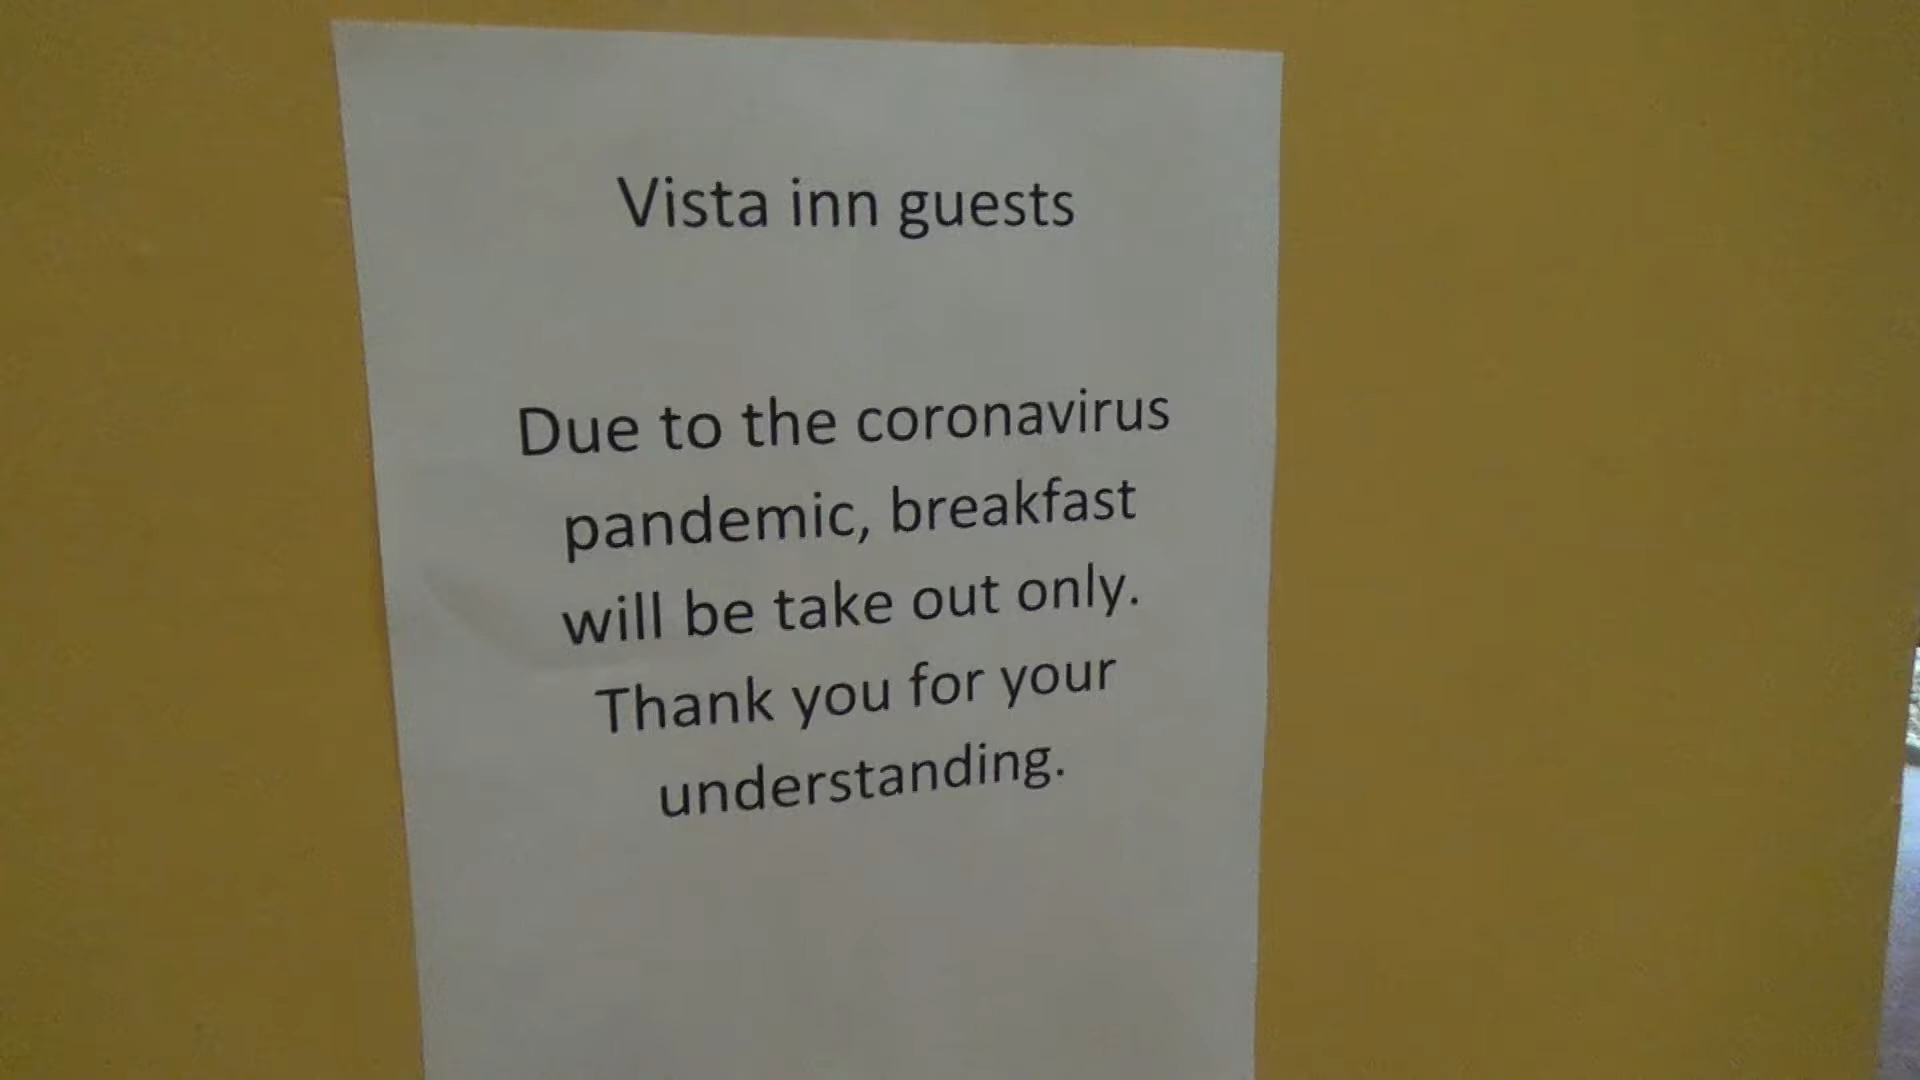 Vista inn guests
Due to the coronavirus
pandemic, breakfast
will be take out only.
Thank you for your
understanding.